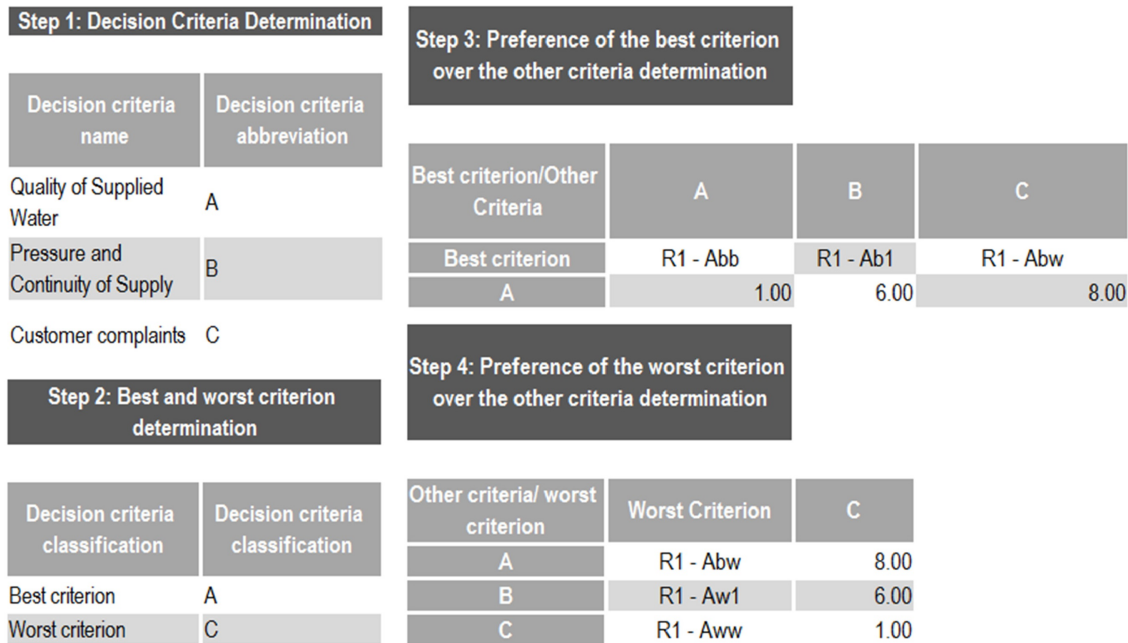 Step 1: Decision Criteria Determination
Decision criteria name
Decision criteria abbreviation
Quality of Supplied Water
A
Pressure and Continuity of Supply
B
Customer complaints
C
Step 2: Best and worst criterion determination
Decision criteria classification
Decision criteria classification
Best criterion
A
Worst criterion
C
Step 3: Preference of the best criterion over the other criteria determination
Best criterion/Other Criteria
A
B
C
Best criterion
R1 - Abb
R1 - Ab1
R1 - Abw
A
1.00
6.00
8.00
Step 4: Preference of the worst criterion over the other criteria determination
Other criteria/ worst criterion
Worst Criterion
C
A
R1 - Abw
8.00
B
R1 - Aw1
6.00
C
R1 - Aww
1.00